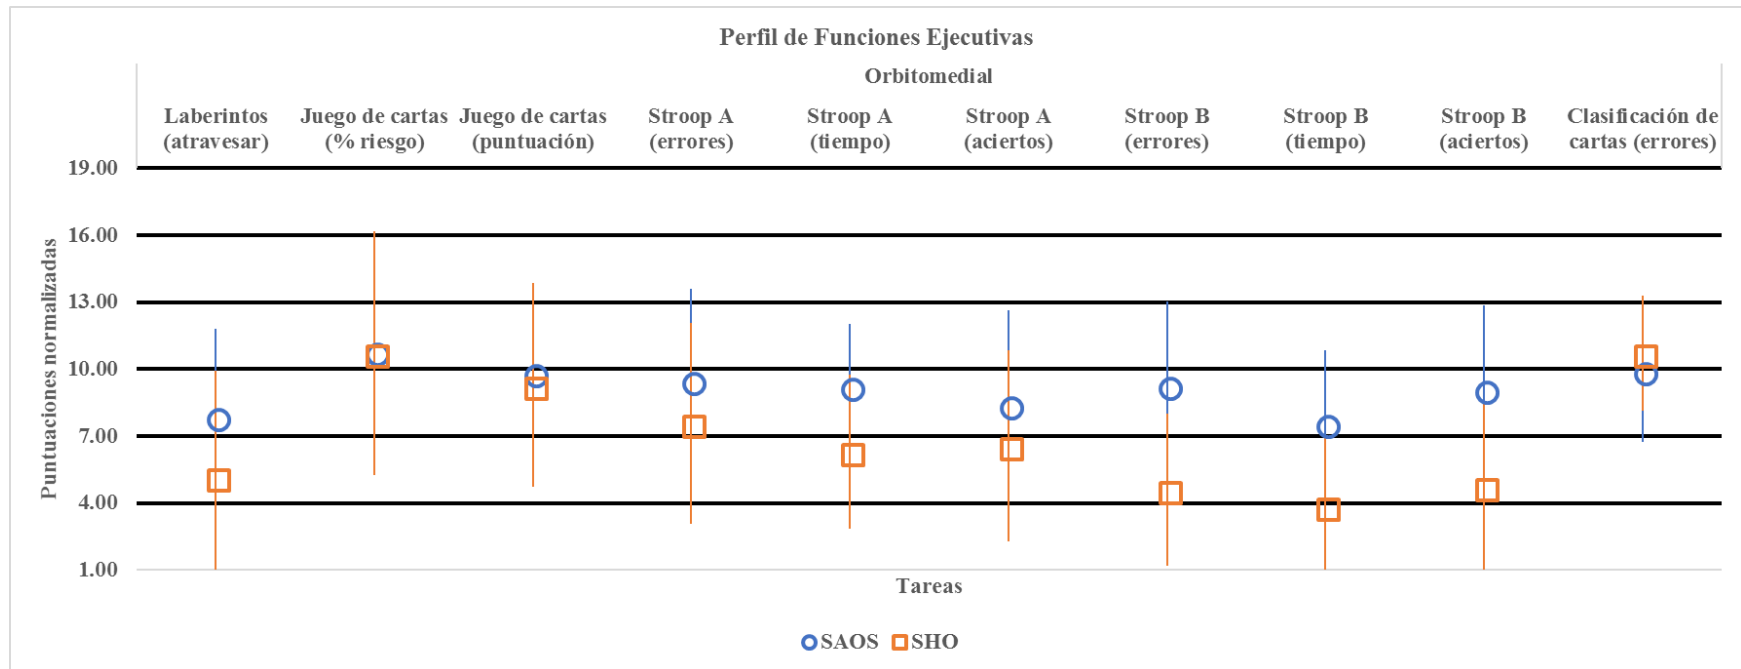 Perfil de Funciones Ejecutivas
Orbitomedial
Laberintos
(atravesar)
Juego de cartas
(% riesgo)
Juego de cartas
(puntuación)
Stroop A
(errores)
Stroop A
(tiempo)
Stroop A
(aciertos)
Stroop B
(errores)
Stroop B
(tiempo)
Stroop B
(aciertos)
Clasificación de
cartas (errores)
19.00
16.00
13.00
10.00
7.00
4.00
1.00
Puntuaciones normalizadas
Tareas
SAOS
SHO